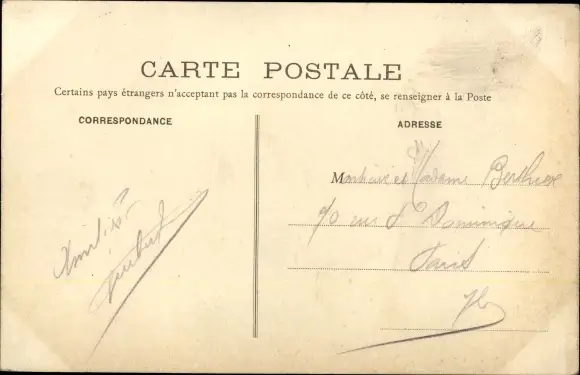 CARTE POSTALE
Certains pays étrangers n'acceptant pas la correspondance de ce côté, se renseigner à la Poste
CORRESPONDANCE
ADRESSE
Monsieur et Madame
70 rue St Dominique
Paris